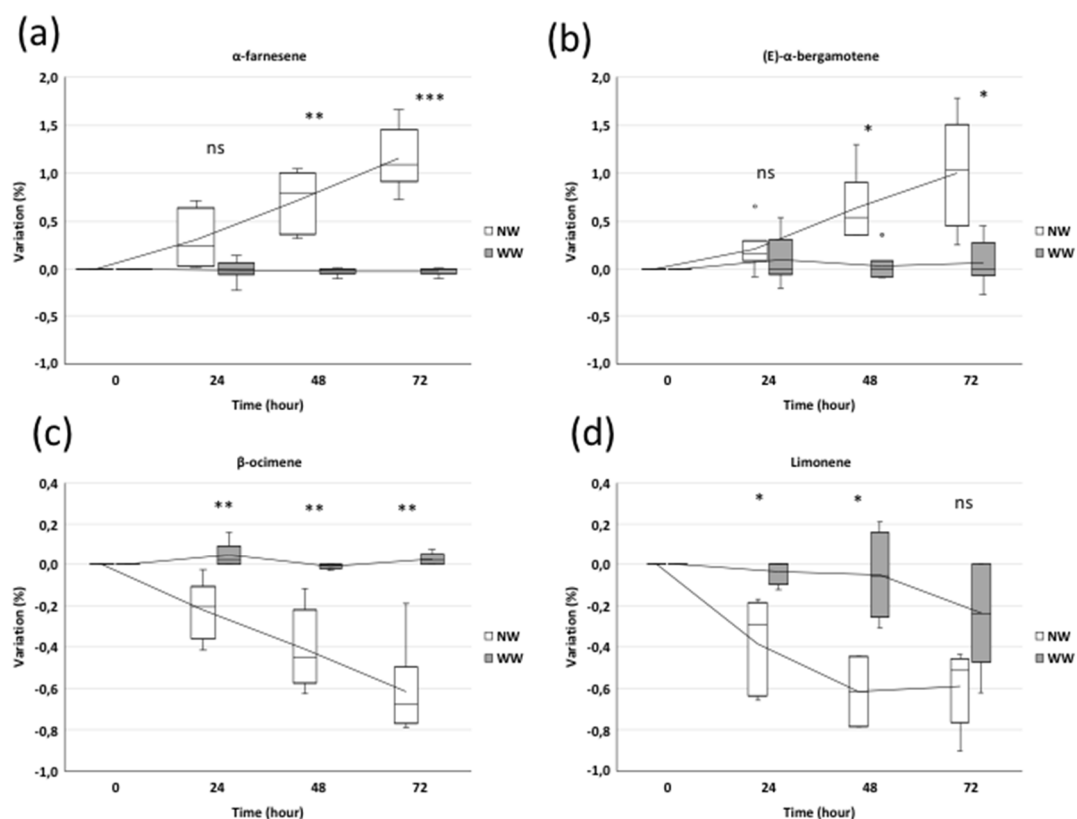 (a)
α-farnesene
2,0
1,5
1,0
0,5
0,0
-0,5
-1,0
Variation (%)
ns
**
***
NW
WW
0 24 48 72
Time (hour)
(b)
(E)-α-bergamotene
2,0
1,5
1,0
0,5
0,0
-0,5
-1,0
Variation (%)
ns
*
*
NW
WW
0 24 48 72
Time (hour)
(c)
β-ocimene
0,4
0,2
0,0
-0,2
-0,4
-0,6
-0,8
-1,0
Variation (%)
** ** **
NW
WW
0 24 48 72
Time (hour)
(d)
Limonene
0,4
0,2
0,0
-0,2
-0,4
-0,6
-0,8
-1,0
Variation (%)
* * ns
NW
WW
0 24 48 72
Time (hour)